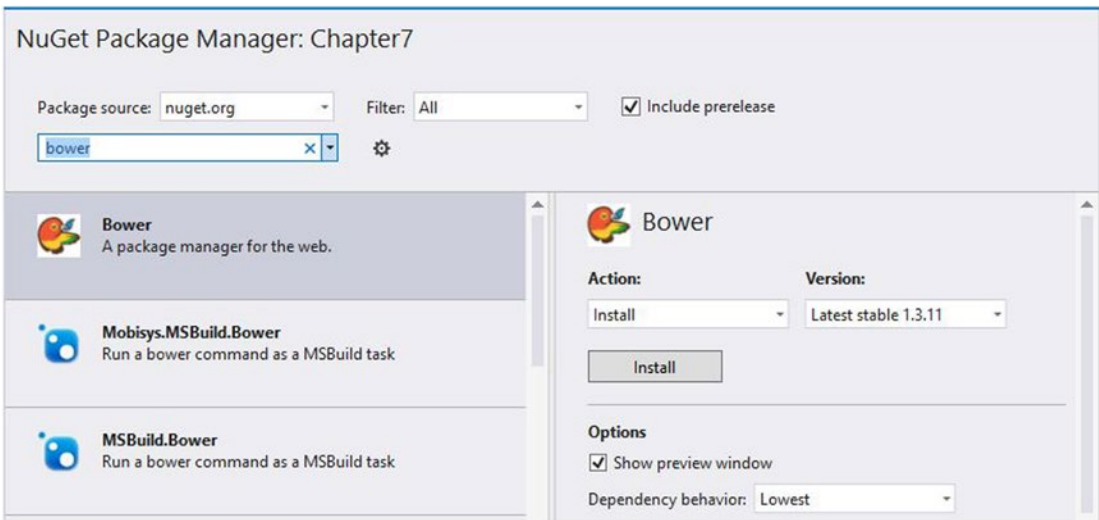 NuGet Package Manager: Chapter7
Package source: nuget.org Filter: All Include prerelease
bower
Bower
A package manager for the web.
Mobisys.MSBuild.Bower
Run a bower command as a MSBuild task
MSBuild.Bower
Run a bower command as a MSBuild task
Bower
Action: Version:
Install Latest stable 1.3.11
Install
Options
Show preview window
Dependency behavior: Lowest